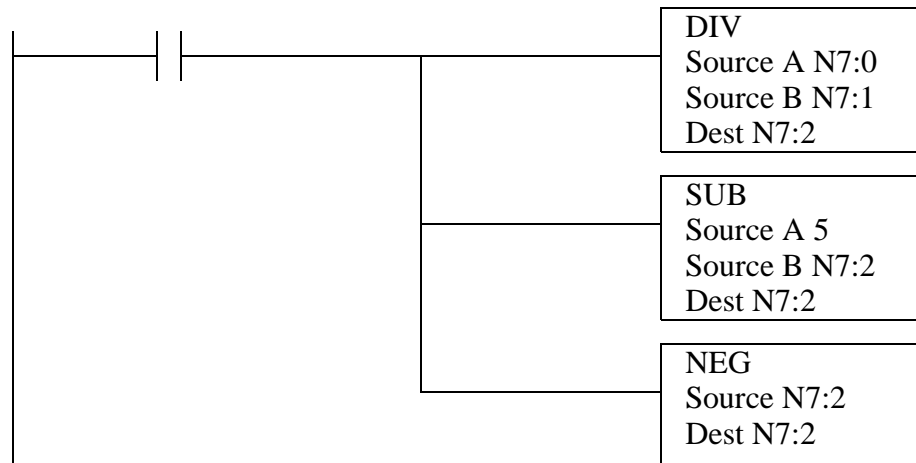 DIV
Source A N7:0
Source B N7:1
Dest N7:2
SUB
Source A 5
Source B N7:2
Dest N7:2
NEG
Source N7:2
Dest N7:2